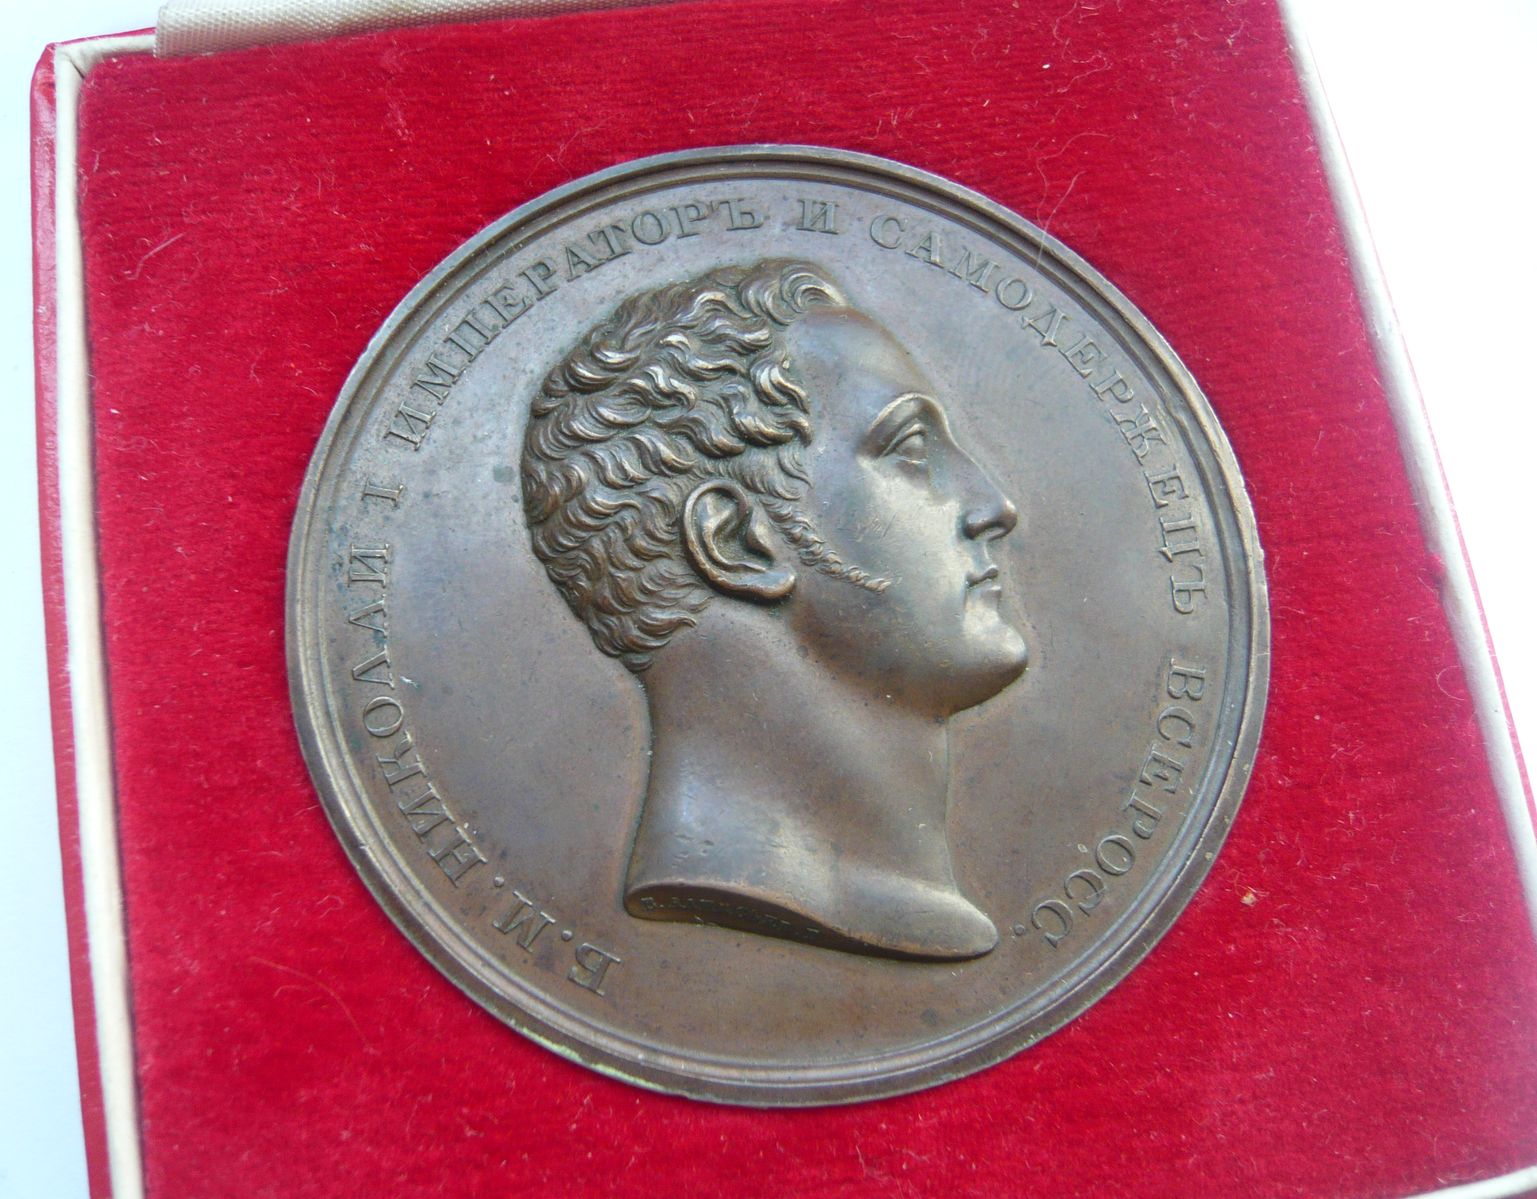 Б. М. НИКОЛАЙ I ИМПЕРАТОРЪ И САМОДЕРЖЕЦЪ ВСЕРОСС.